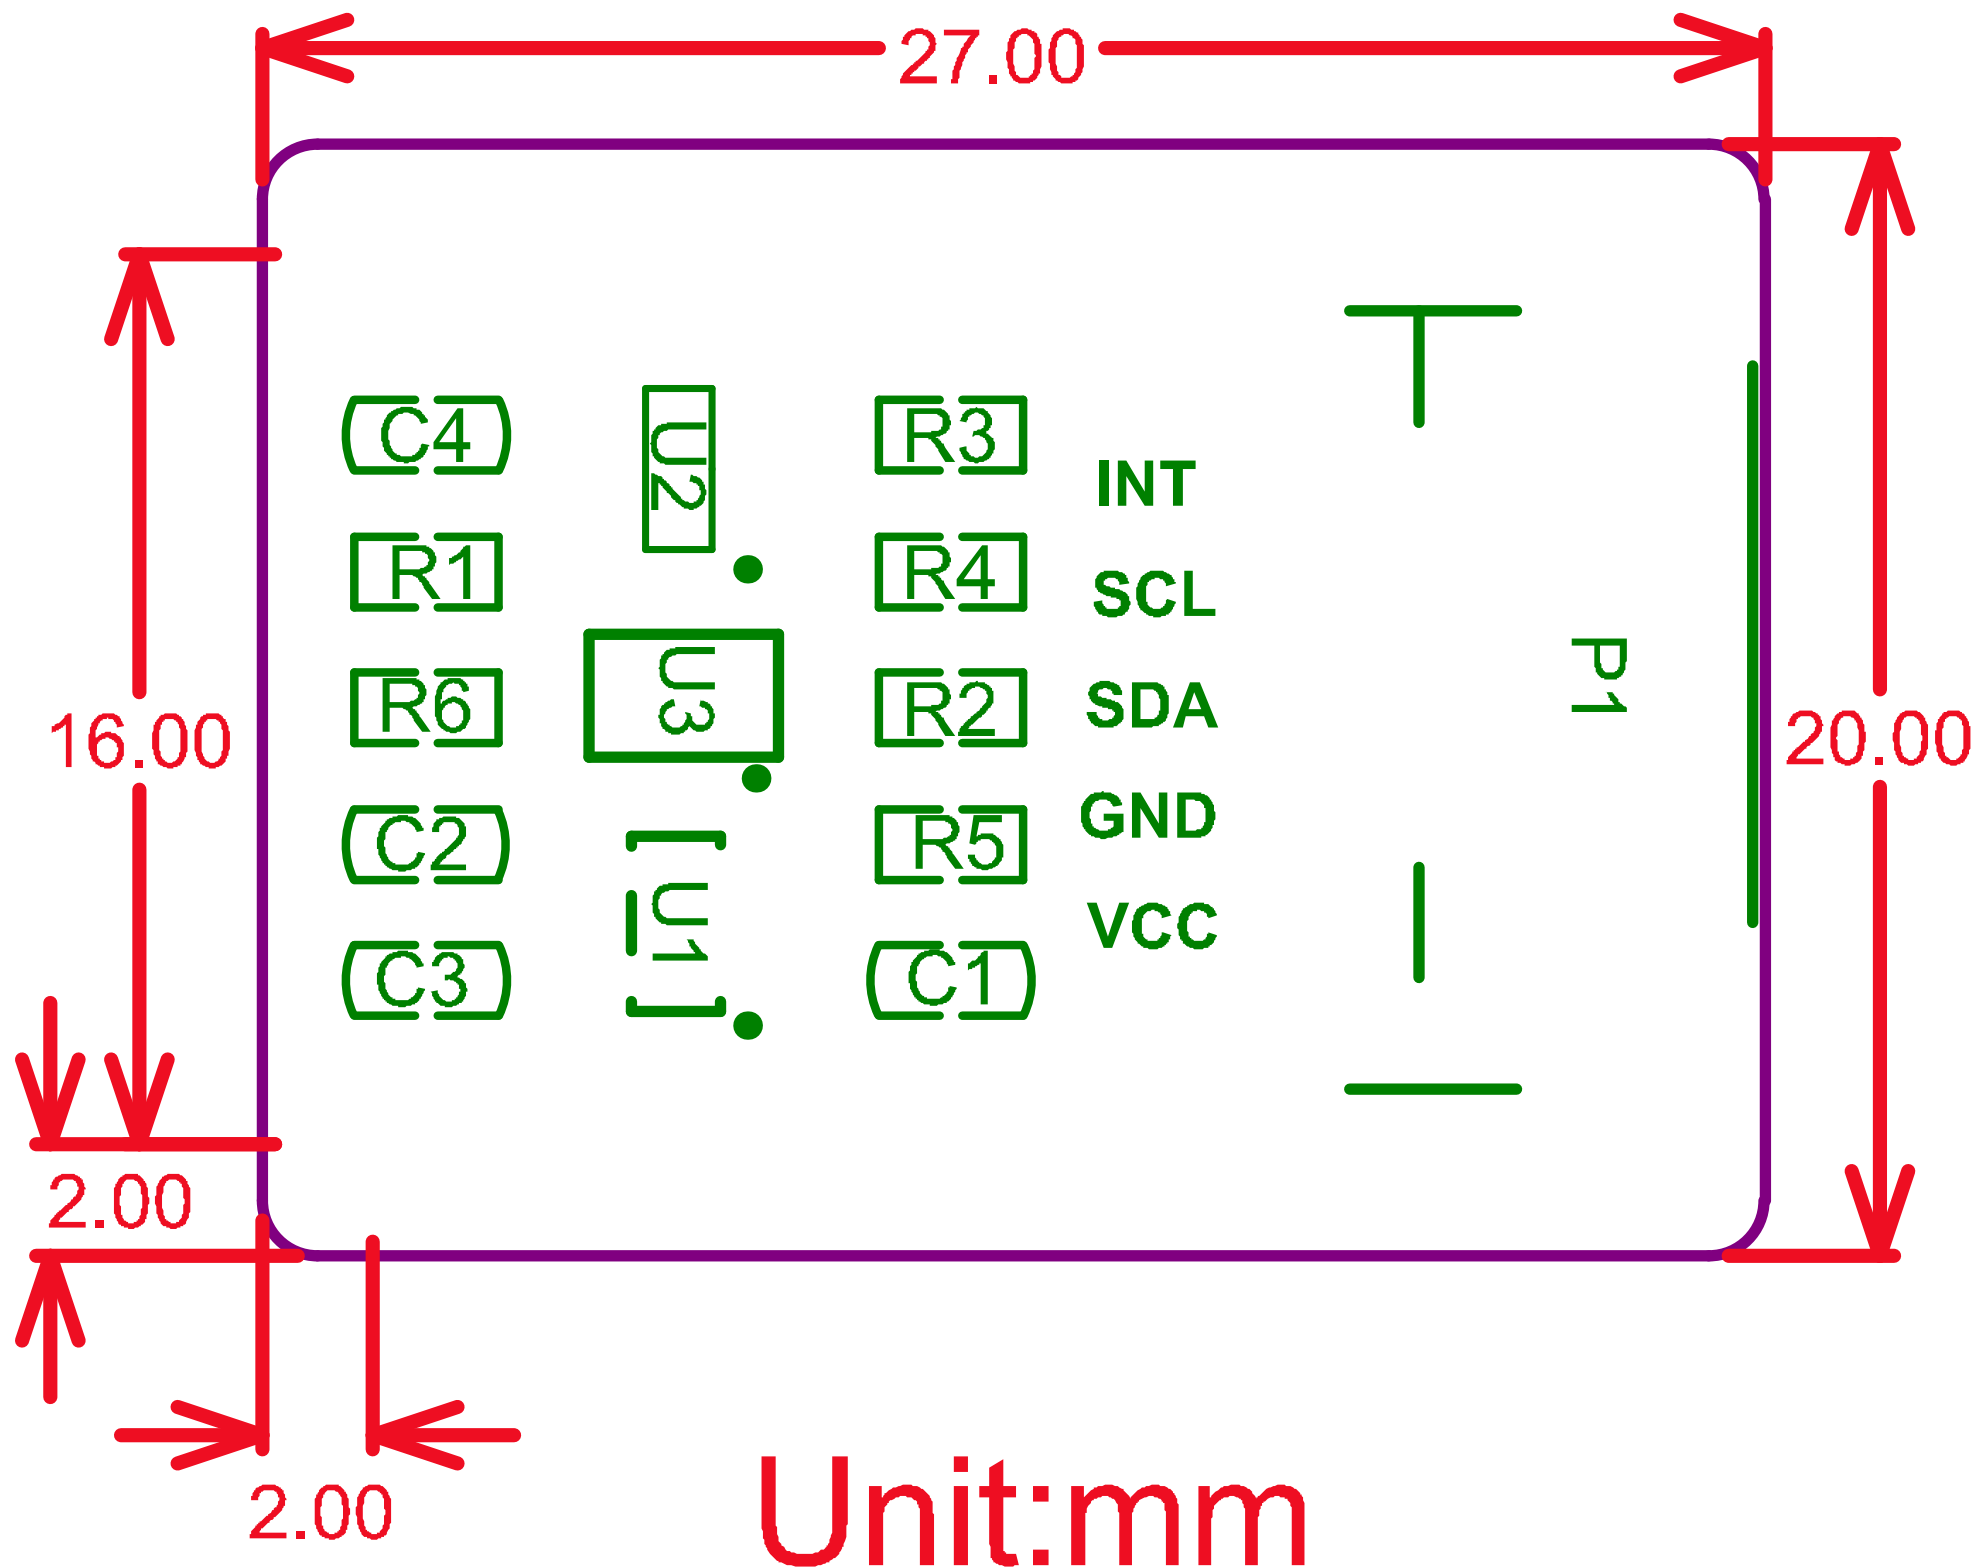 27.00
C4
U2
R3
INT
R1
R4
SCL
R6
U3
R2
SDA
P1
16.00
20.00
C2
R5
GND
U1
VCC
C3
C1
2.00
2.00
Unit:mm